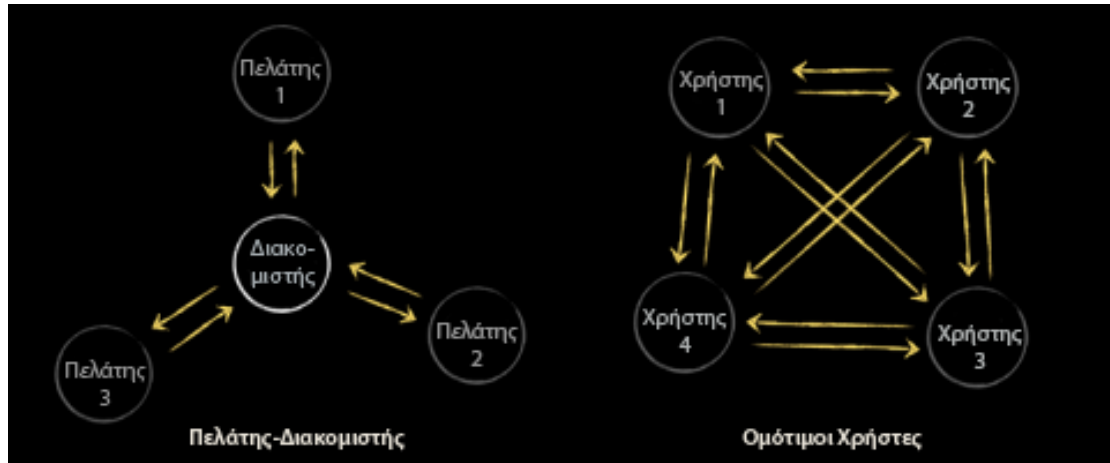 Πελάτης
1
Διακο-
μιστής
Πελάτης
2
Πελάτης
3
Πελάτης-Διακομιστής
Χρήστης
1
Χρήστης
2
Χρήστης
4
Χρήστης
3
Ομότιμοι Χρήστες